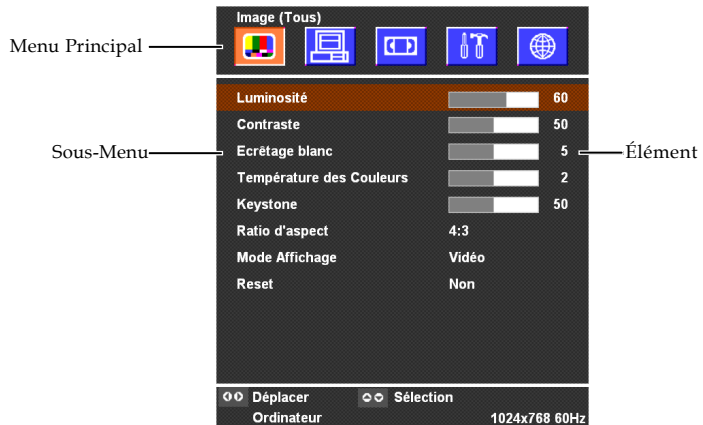 Image (Tous)
Menu Principal
Luminosité 60
Contraste 50
Sous-Menu
Ecrêtage blanc 5
Élément
Température des Couleurs 2
Keystone 50
Ratio d'aspect 4:3
Mode Affichage Vidéo
Reset Non
Déplacer Sélection
Ordinateur 1024x768 60Hz